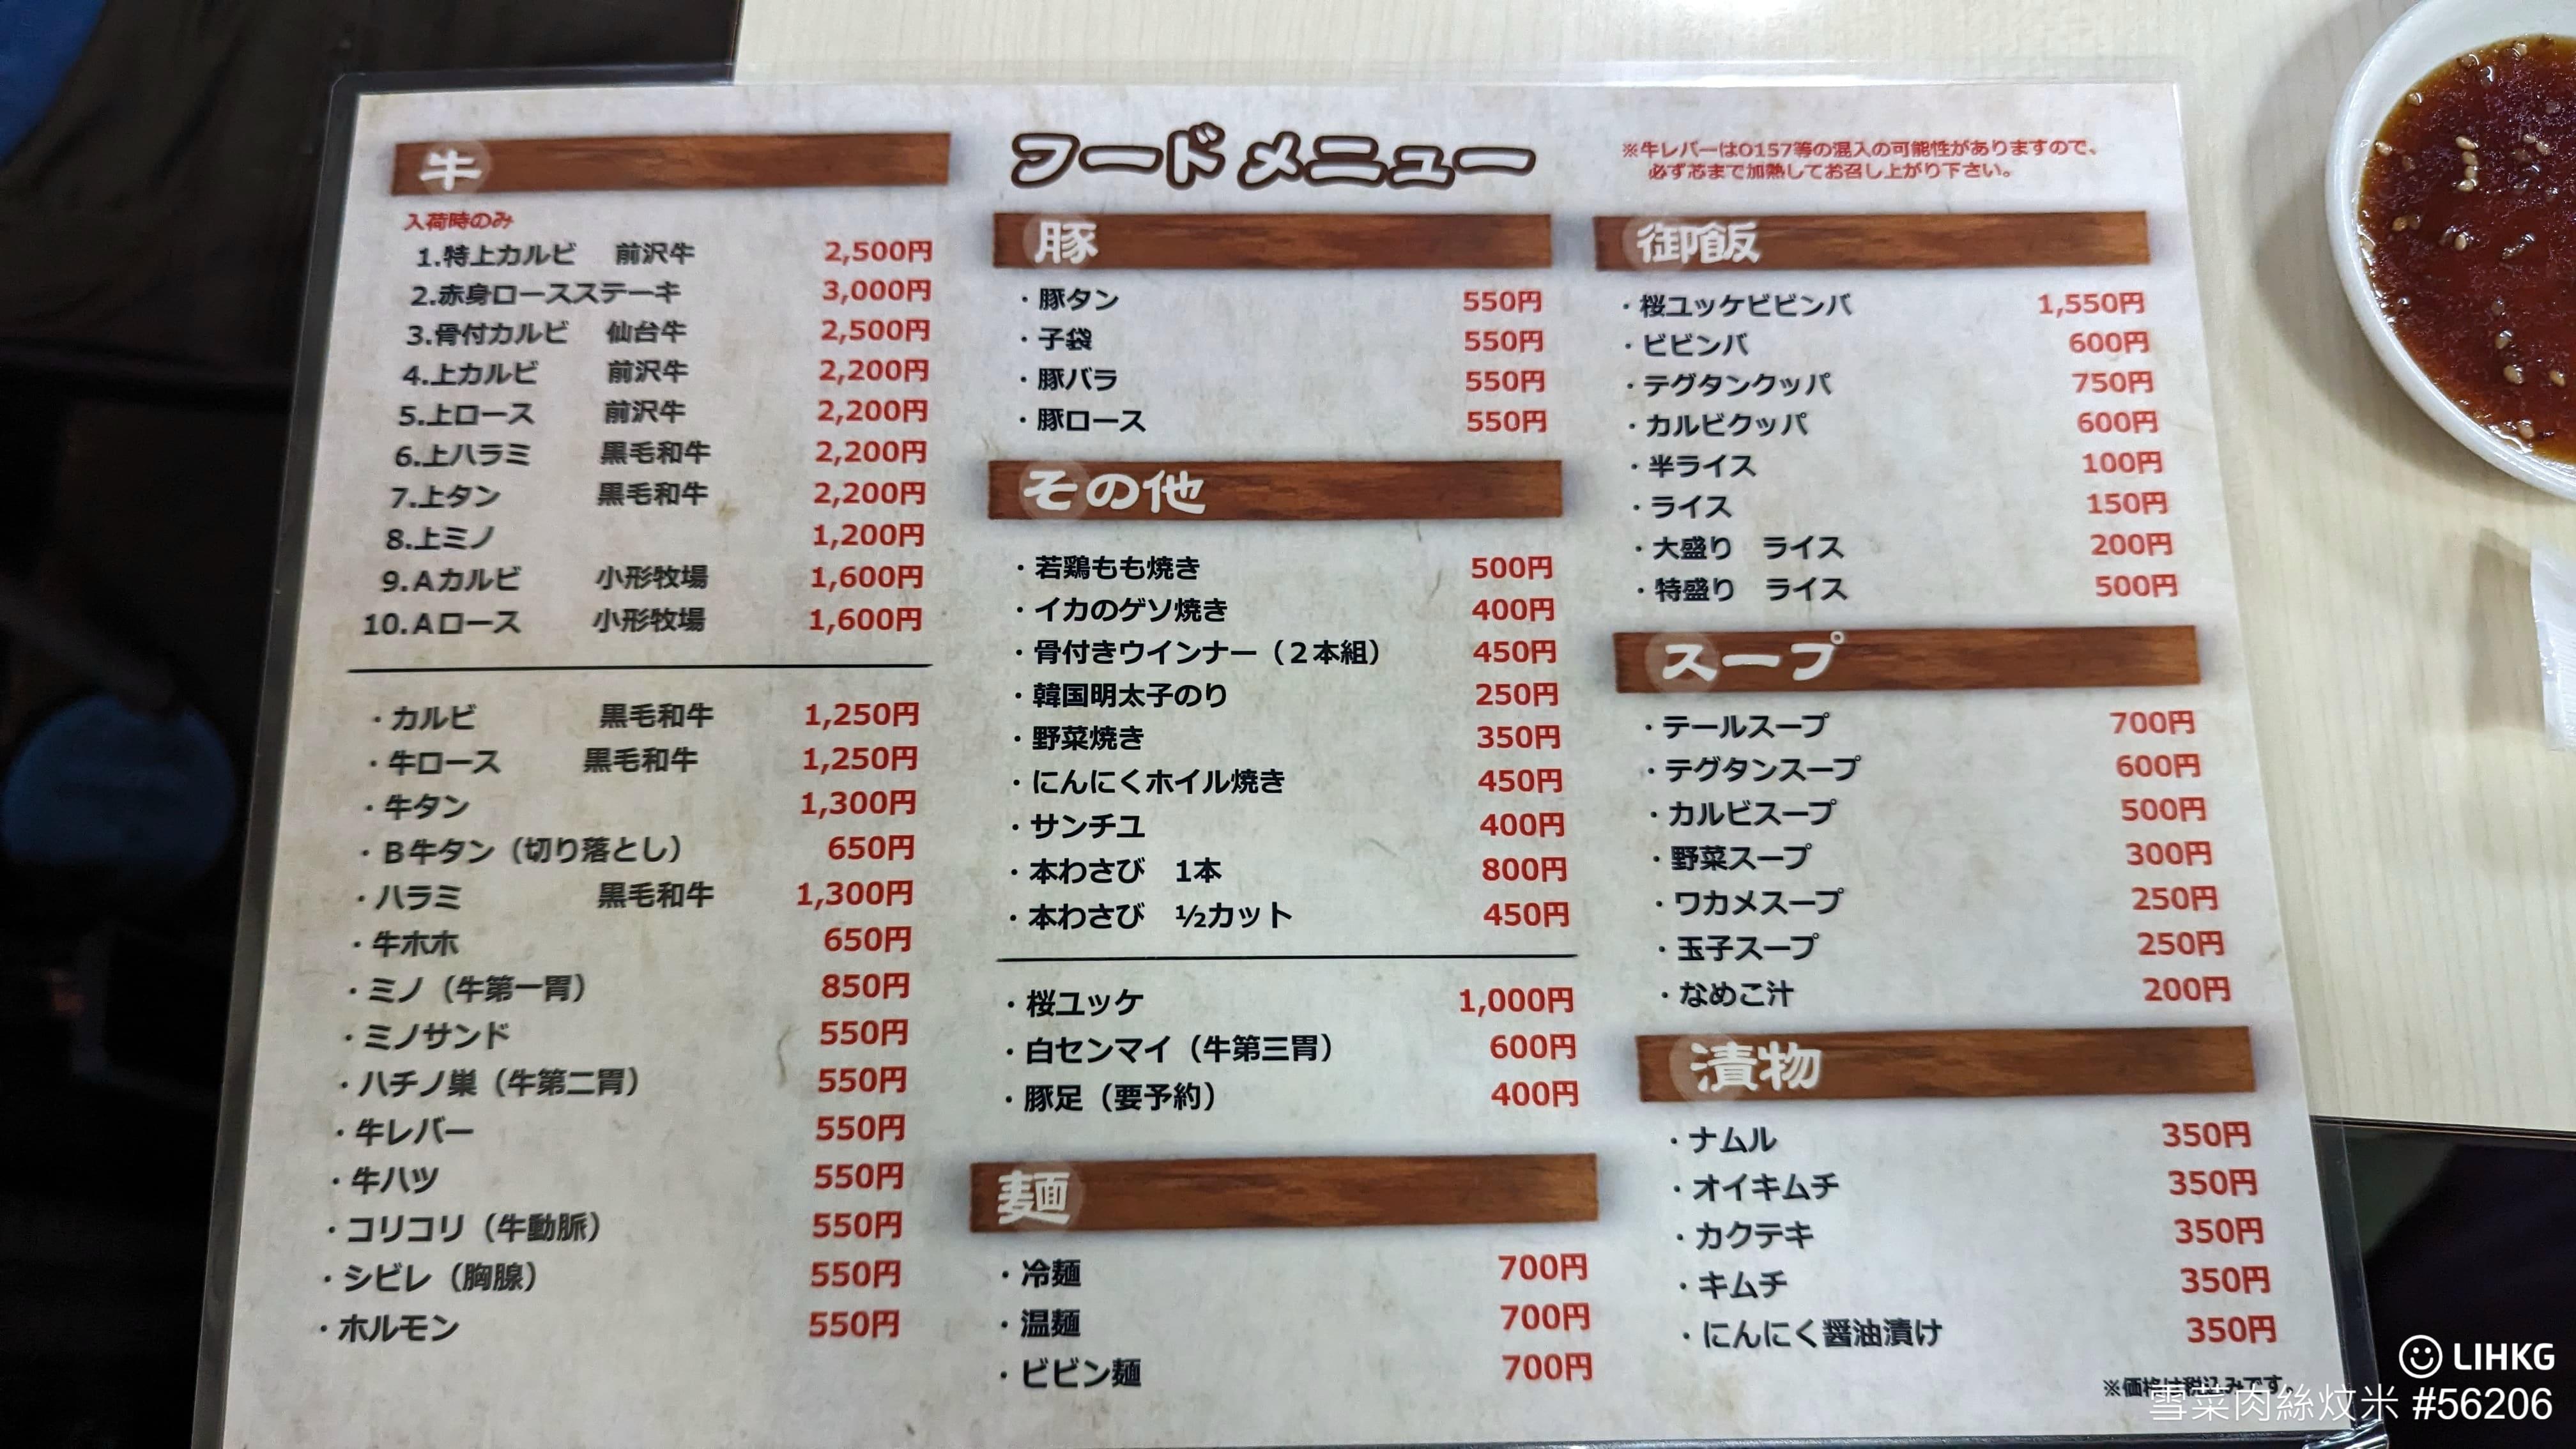 フードメニュー
※牛レバーはO157等の混入の可能性がありますので、
必ず芯まで加熱してお召し上がり下さい。
牛
入荷時のみ
1.特上カルビ 前沢牛 2,500円
2.赤身ロースステーキ 3,000円
3.骨付カルビ 仙台牛 2,500円
4.上カルビ 前沢牛 2,200円
5.上ロース 前沢牛 2,200円
6.上ハラミ 黒毛和牛 2,200円
7.上タン 黒毛和牛 2,200円
8.上ミノ 1,200円
9.Aカルビ 小形牧場 1,600円
10.Aロース 小形牧場 1,600円
・カルビ 黒毛和牛 1,250円
・牛ロース 黒毛和牛 1,250円
・牛タン 1,300円
・B牛タン（切り落とし） 650円
・ハラミ 黒毛和牛 1,300円
・牛ホホ 650円
・ミノ（牛第一胃） 850円
・ミノサンド 550円
・ハチノ巣（牛第二胃） 550円
・牛レバー 550円
・牛ハツ 550円
・コリコリ（牛動脈） 550円
・シビレ（胸腺） 550円
・ホルモン 550円
豚
・豚タン 550円
・子袋 550円
・豚バラ 550円
・豚ロース 550円
その他
・若鶏もも焼き 500円
・イカのゲソ焼き 400円
・骨付きウインナー（２本組） 450円
・韓国明太子のり 250円
・野菜焼き 350円
・にんにくホイル焼き 450円
・サンチユ 400円
・本わさび 1本 800円
・本わさび ½カット 450円
・桜ユッケ 1,000円
・白センマイ（牛第三胃） 600円
・豚足（要予約） 400円
麺
・冷麺 700円
・温麺 700円
・ビビン麺 700円
御飯
・桜ユッケビビンバ 1,550円
・ビビンバ 600円
・テグタンクッパ 750円
・カルビクッパ 600円
・半ライス 100円
・ライス 150円
・大盛り ライス 200円
・特盛り ライス 500円
スープ
・テールスープ 700円
・テグタンスープ 600円
・カルビスープ 500円
・野菜スープ 300円
・ワカメスープ 250円
・玉子スープ 250円
・なめこ汁 200円
漬物
・ナムル 350円
・オイキムチ 350円
・カクテキ 350円
・キムチ 350円
・にんにく醤油漬け 350円
※価格は税込みです。
LIHKG
雪菜肉絲炆米 #56206